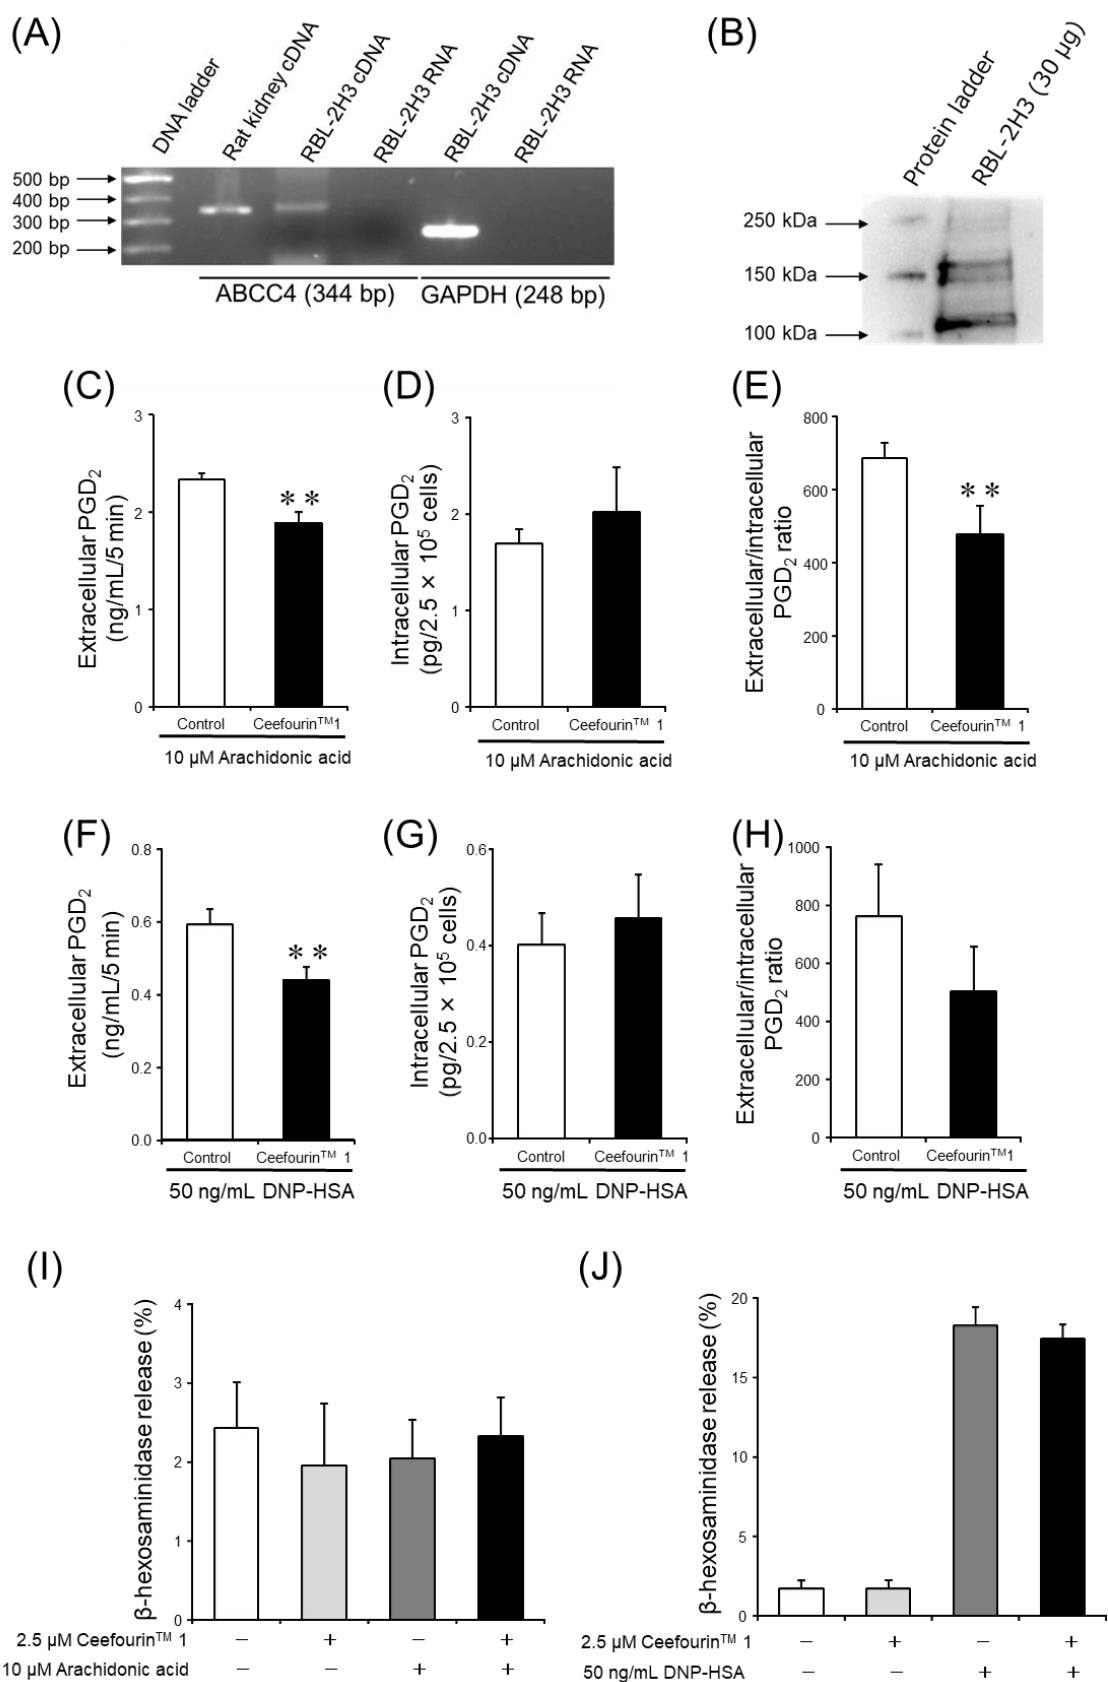 (A)
DNA ladder
Rat kidney cDNA
RBL-2H3 cDNA
RBL-2H3 RNA
RBL-2H3 cDNA
RBL-2H3 RNA
500 bp
400 bp
300 bp
200 bp
ABCC4 (344 bp)
GAPDH (248 bp)
(B)
Protein ladder
RBL-2H3 (30 µg)
250 kDa
150 kDa
100 kDa
(C)
Extracellular PGD2
(ng/mL/5 min)
3
2
1
0
Control
Ceefourin™1
10 µM Arachidonic acid
**
(D)
Intracellular PGD2
(pg/2.5 × 10⁵ cells)
3
2
1
0
Control
Ceefourin™ 1
10 µM Arachidonic acid
(E)
Extracellular/intracellular
PGD2 ratio
800
600
400
200
0
**
Control
Ceefourin™ 1
10 µM Arachidonic acid
(F)
Extracellular PGD2
(ng/mL/5 min)
0.8
0.6
0.4
0.2
0.0
**
Control
Ceefourin™ 1
50 ng/mL DNP-HSA
(G)
Intracellular PGD2
(pg/2.5 × 10⁵ cells)
0.6
0.4
0.2
0.0
Control
Ceefourin™ 1
50 ng/mL DNP-HSA
(H)
Extracellular/intracellular
PGD2 ratio
1000
800
600
400
200
0
Control
Ceefourin™1
50 ng/mL DNP-HSA
(I)
β-hexosaminidase release (%)
4
3
2
1
0
2.5 µM Ceefourin™ 1 − + − +
10 µM Arachidonic acid − − + +
(J)
β-hexosaminidase release (%)
20
15
10
5
0
2.5 µM Ceefourin™ 1 − + − +
50 ng/mL DNP-HSA − − + +